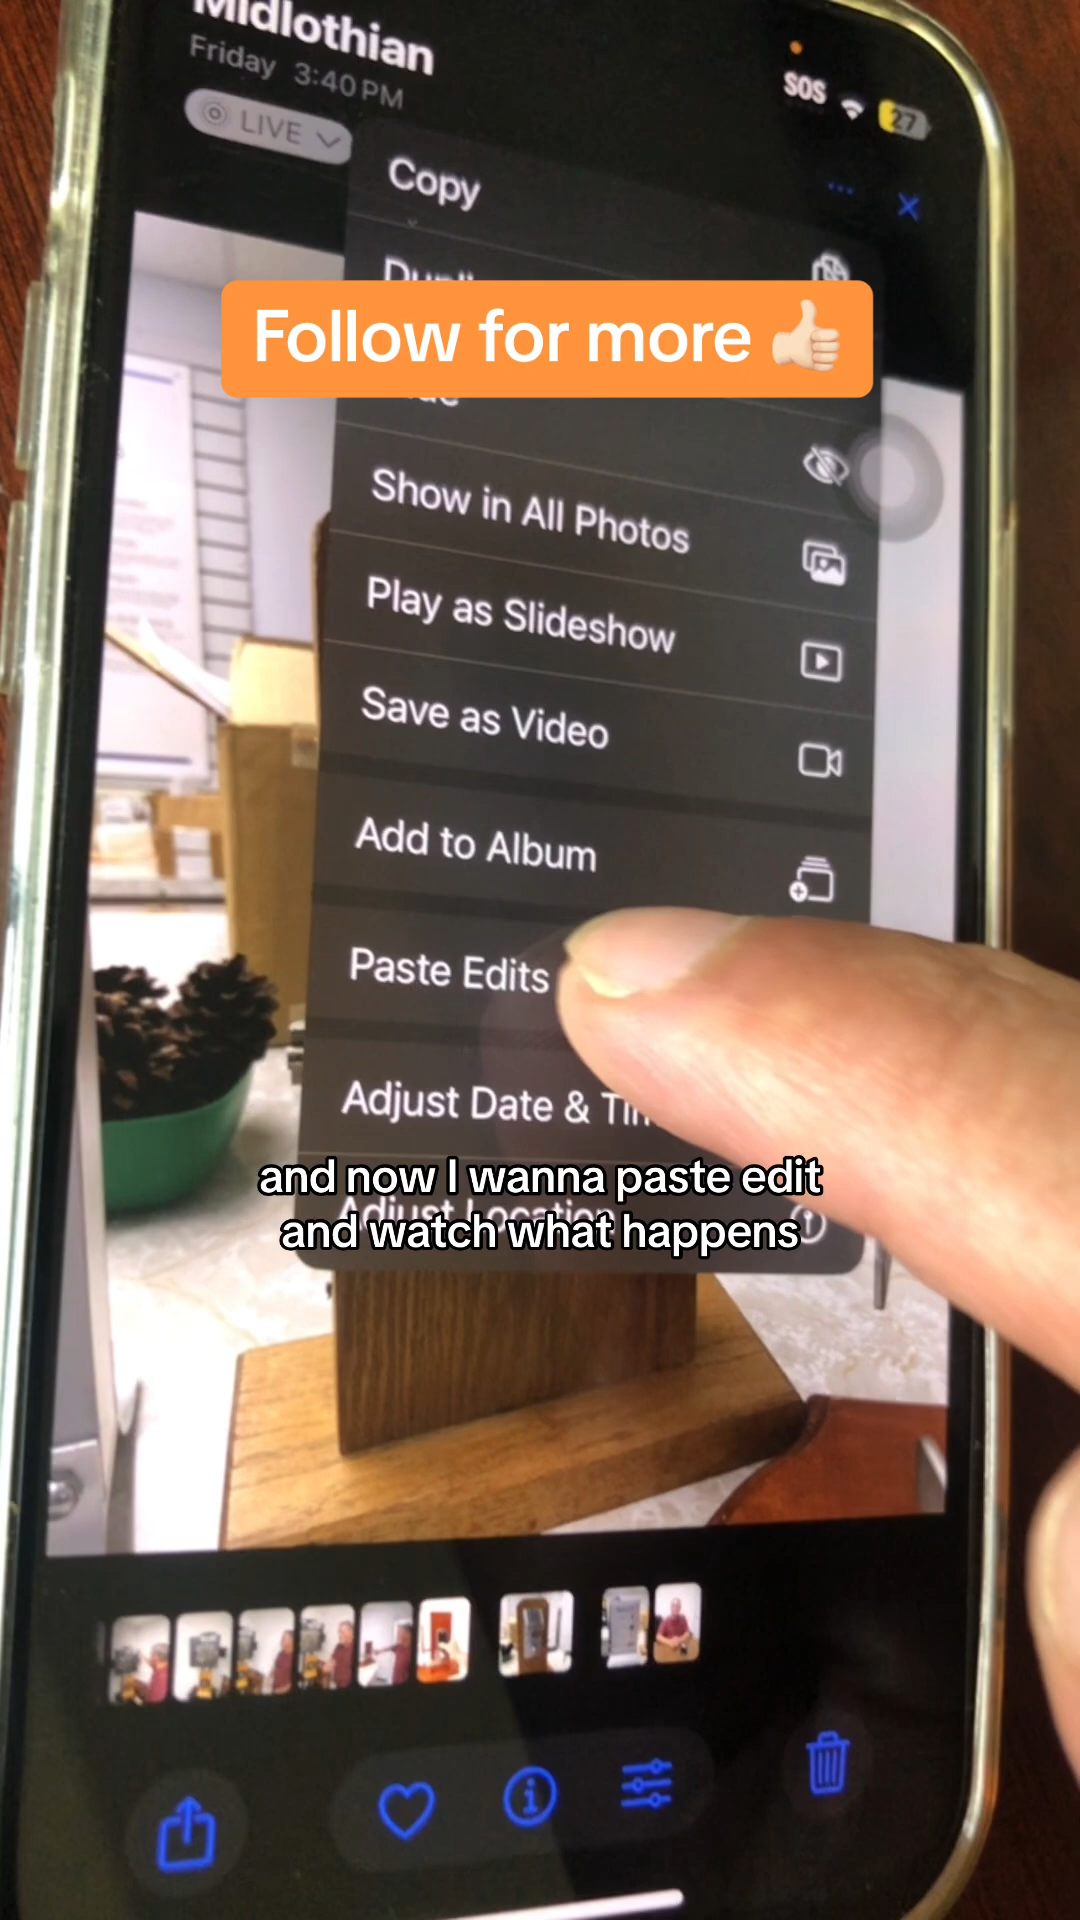 Midlothian
Friday 3:40 PM
SOS
27
LIVE
Copy
Follow for more 👍🏻
Show in All Photos
Play as Slideshow
Save as Video
Add to Album
Paste Edits
Adjust Date &
and now I wanna paste edit
Adjust Location
and watch what happens